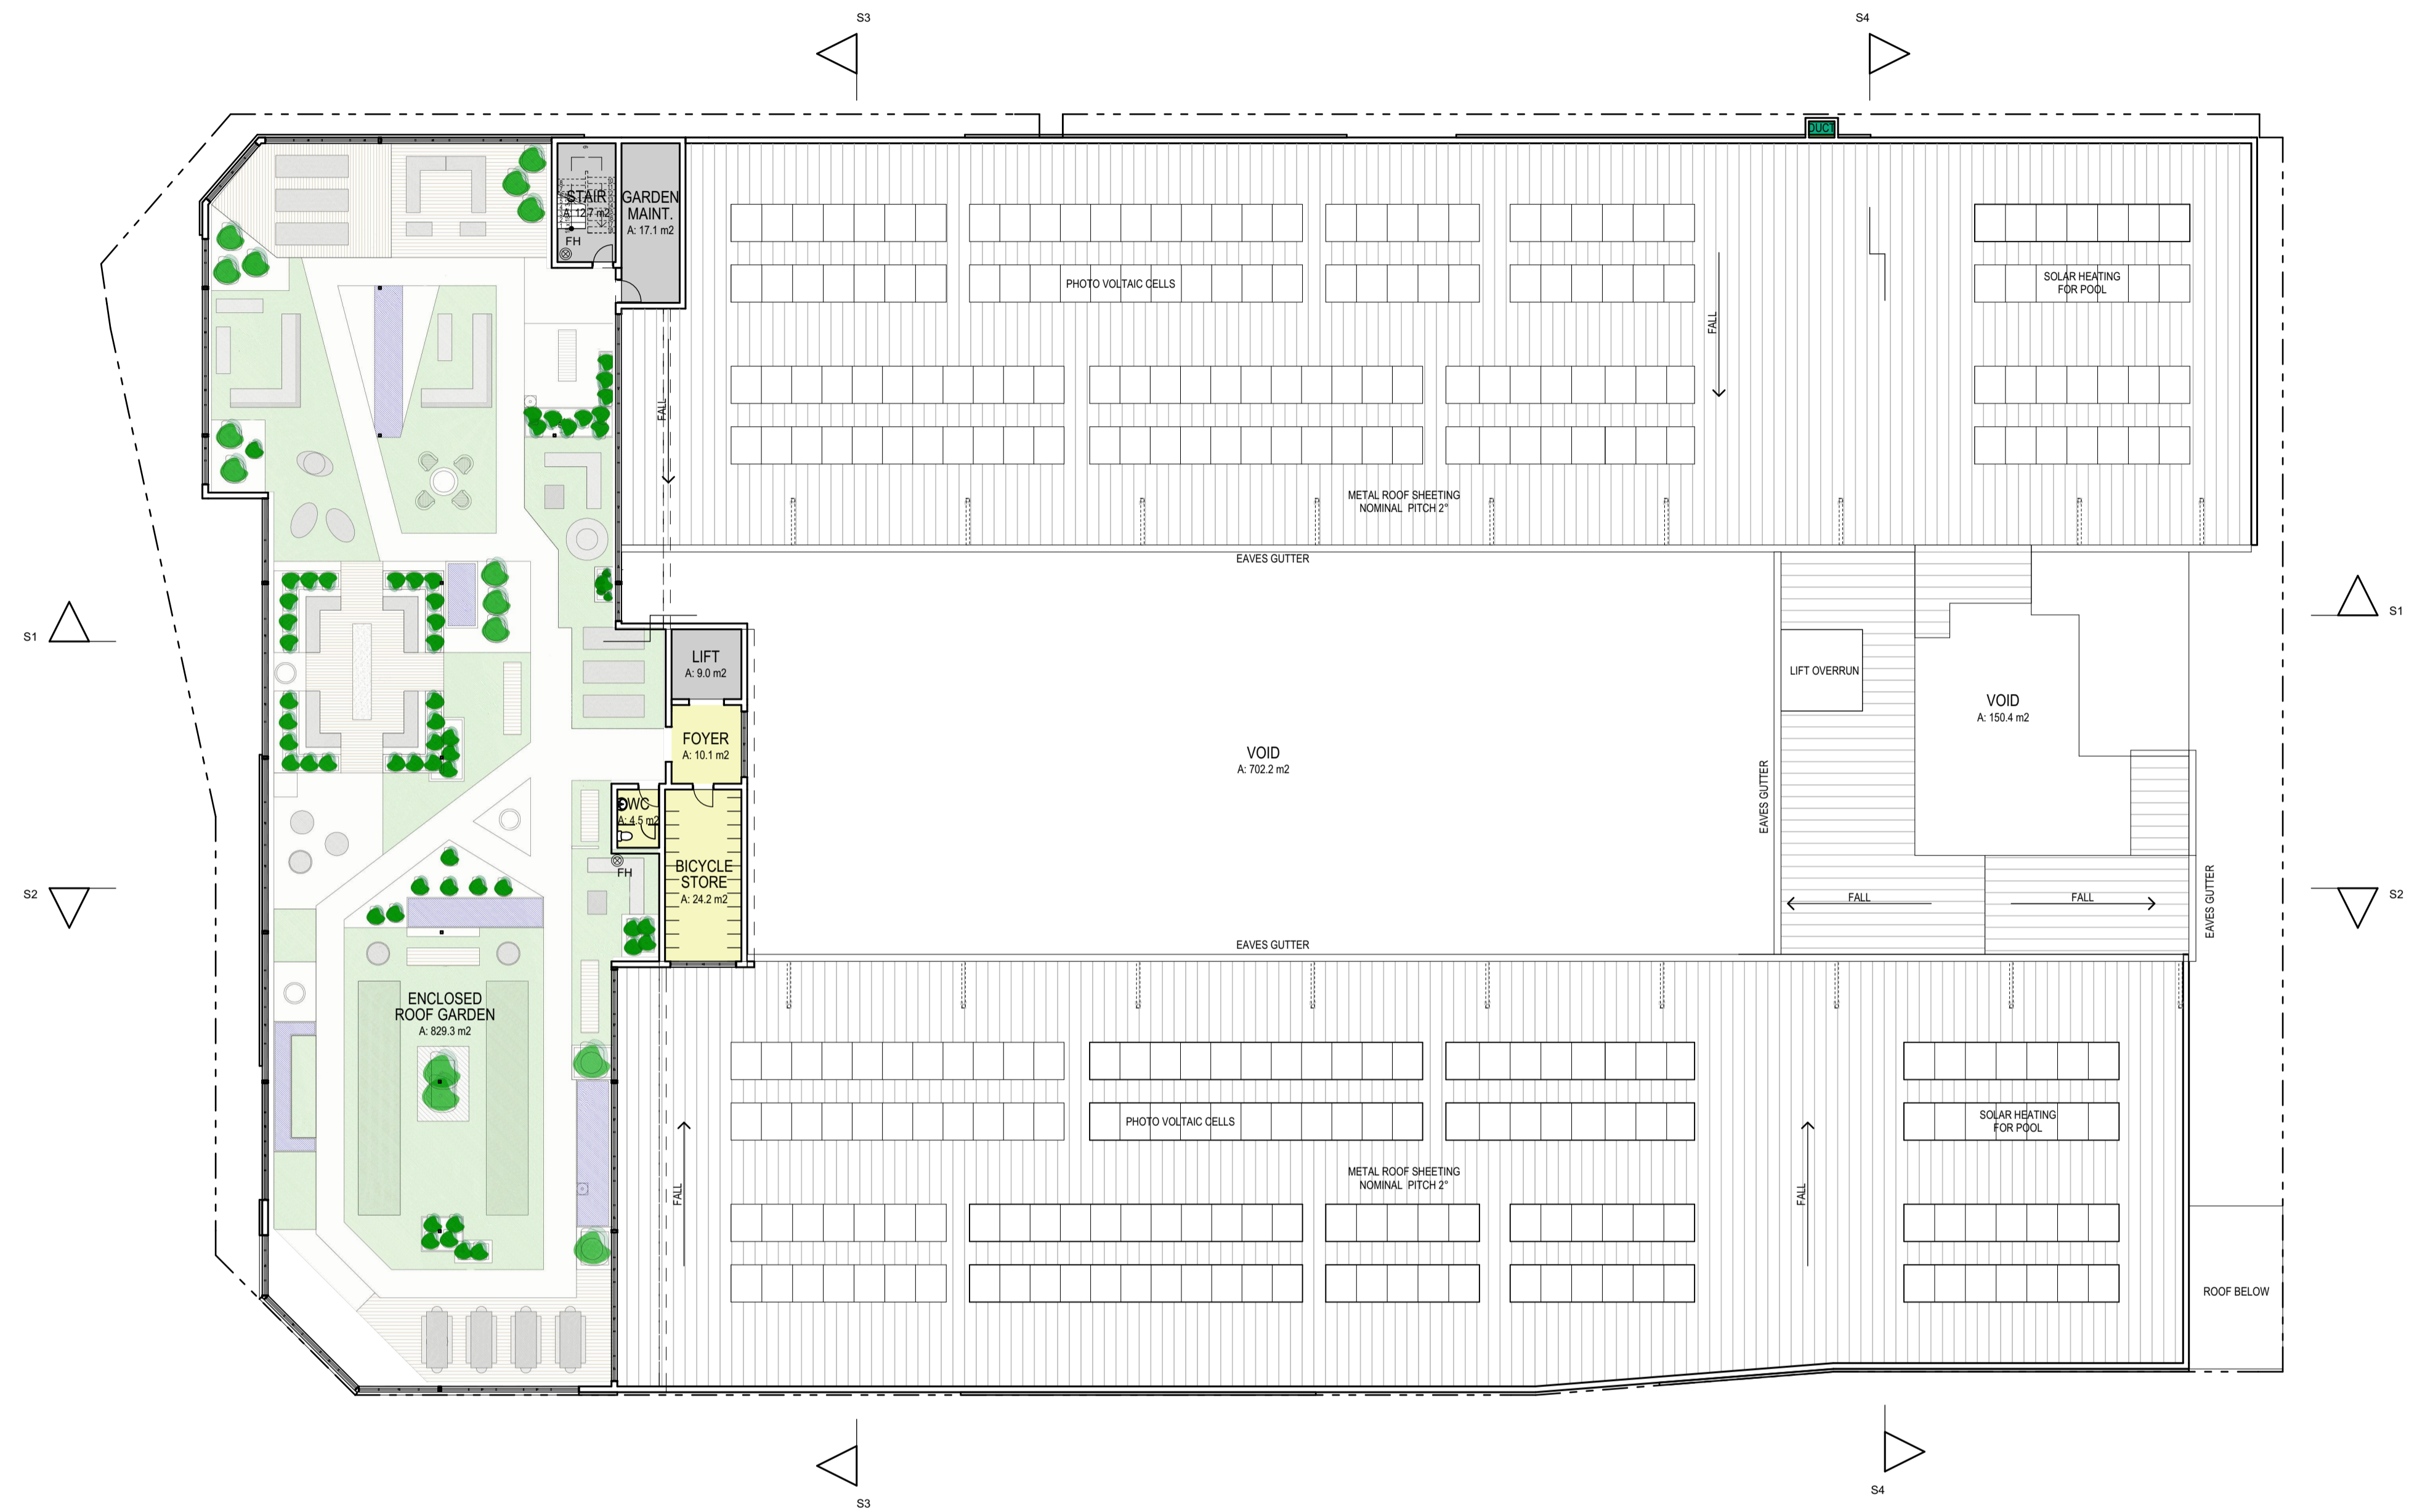 S3
S4
DUCT
STAIR
A: 12.7 m2
FH
GARDEN
MAINT.
A: 17.1 m2
PHOTO VOLTAIC CELLS
SOLAR HEATING
FOR POOL
FALL
FALL
METAL ROOF SHEETING
NOMINAL PITCH 2°
EAVES GUTTER
S1
S1
LIFT
A: 9.0 m2
LIFT OVERRUN
VOID
A: 150.4 m2
FOYER
A: 10.1 m2
VOID
A: 702.2 m2
EAVES GUTTER
WC
A: 4.5 m2
FH
BICYCLE
STORE
A: 24.2 m2
S2
S2
FALL
FALL
EAVES GUTTER
EAVES GUTTER
ENCLOSED
ROOF GARDEN
A: 829.3 m2
PHOTO VOLTAIC CELLS
SOLAR HEATING
FOR POOL
METAL ROOF SHEETING
NOMINAL PITCH 2°
FALL
FALL
ROOF BELOW
S3
S4